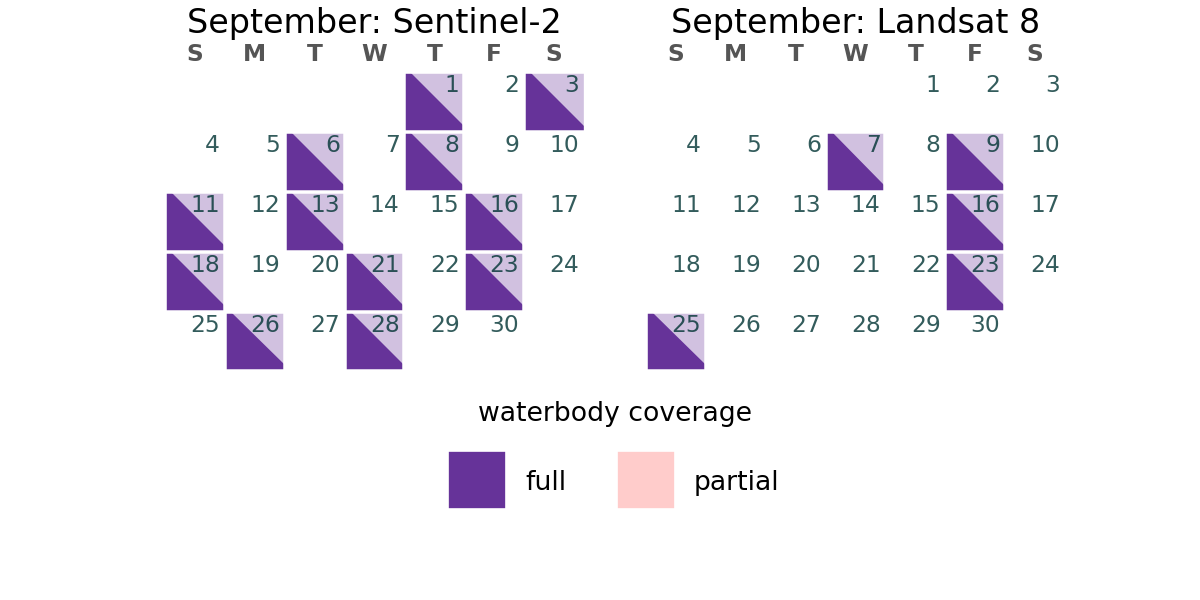 September: Sentinel-2
S M T W T F S
1 2 3
4 5 6 7 8 9 10
11 12 13 14 15 16 17
18 19 20 21 22 23 24
25 26 27 28 29 30
September: Landsat 8
S M T W T F S
1 2 3
4 5 6 7 8 9 10
11 12 13 14 15 16 17
18 19 20 21 22 23 24
25 26 27 28 29 30
waterbody coverage
full partial